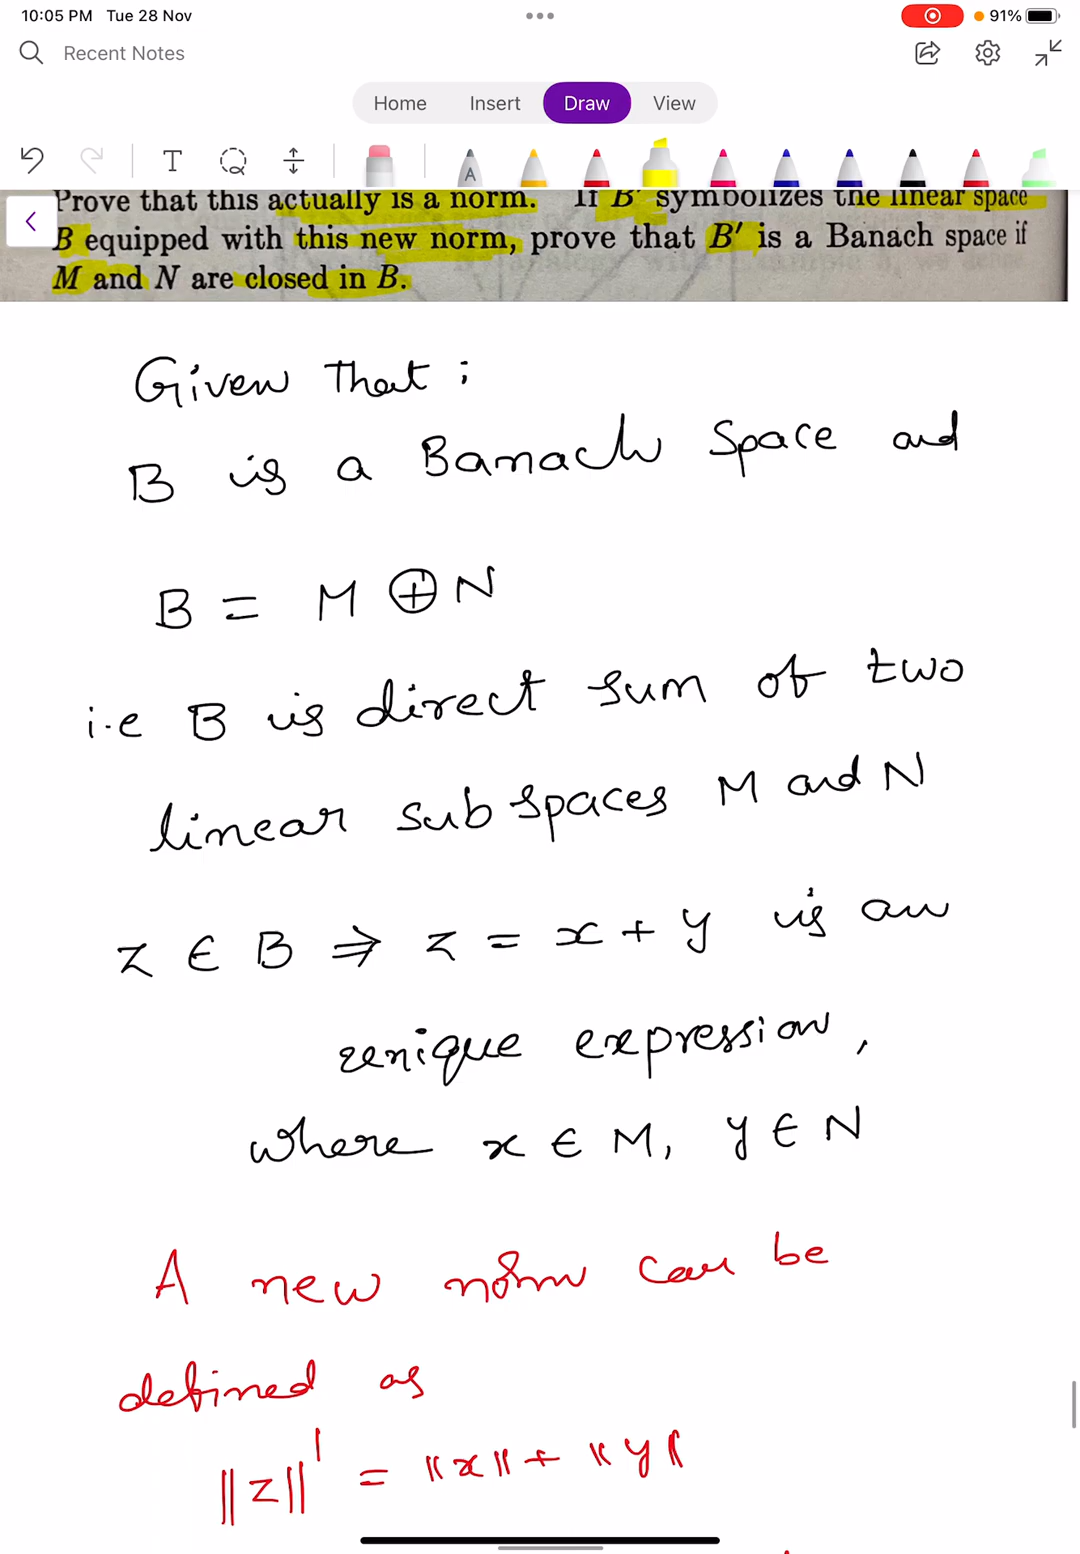 10:05 PM Tue 28 Nov
91%
Recent Notes
Home Insert Draw View
T
A
Prove that this actually is a norm. If B′ symbolizes the linear space
B equipped with this new norm, prove that B′ is a Banach space if
M and N are closed in B.
Given that ;
B is a Banach Space and
B = M ⊕ N
i.e B is direct sum of two
linear subspaces M and N
z ∈ B ⇒ z = x + y is an
unique expression,
where x ∈ M, y ∈ N
A new norm can be
defined as
||z||' = ||x|| + ||y||